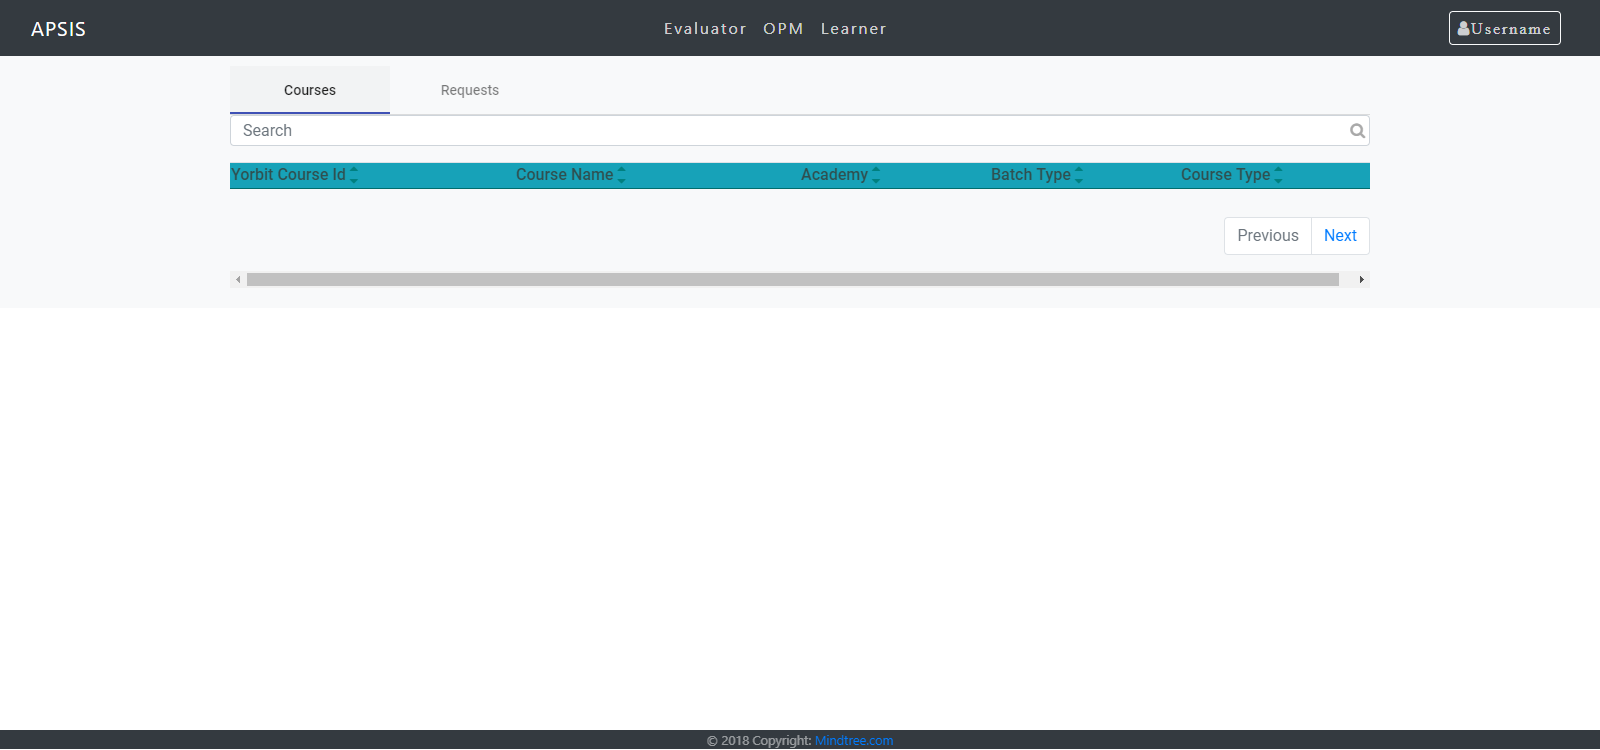 APSIS Evaluator OPM Learner Username
Courses Requests
Search
Yorbit Course Id Course Name Academy Batch Type Course Type
Previous Next
© 2018 Copyright: Mindtree.com